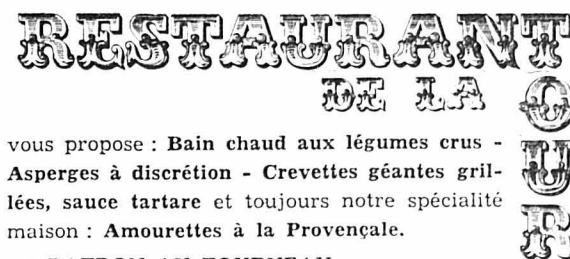 RESTAURANT
DE LA
COUR
vous propose : Bain chaud aux légumes crus -
Asperges à discrétion - Crevettes géantes gril-
lées, sauce tartare et toujours notre spécialité
maison : Amourettes à la Provençale.